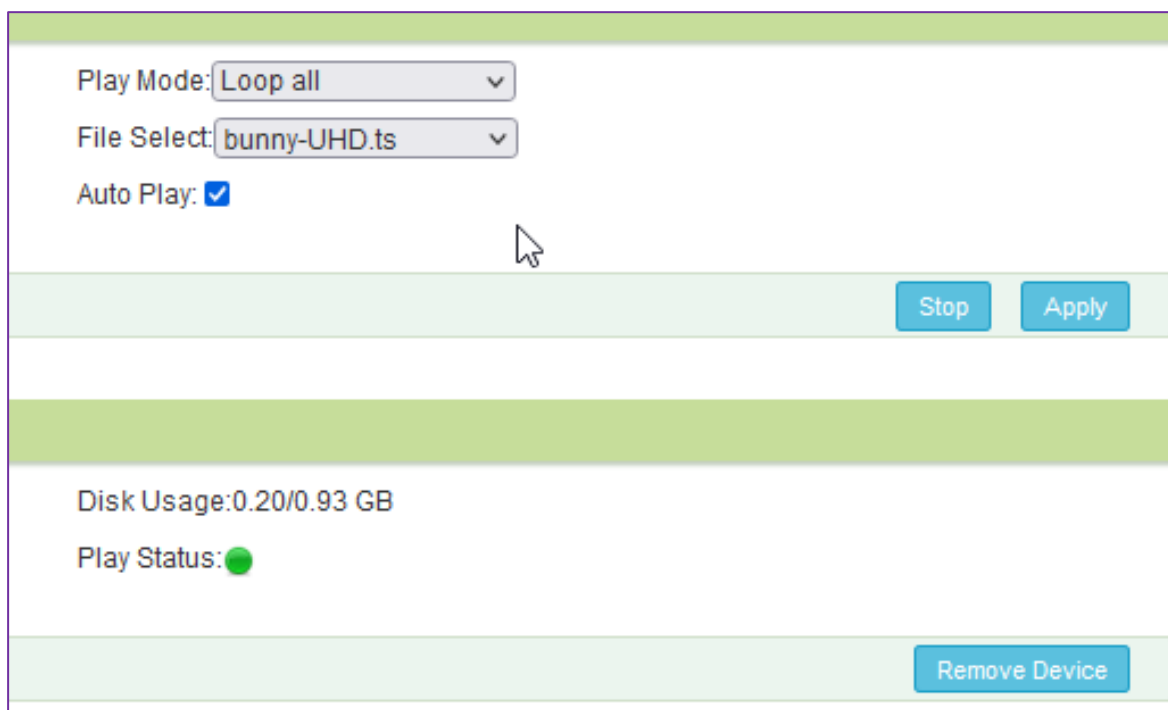 Play Mode: Loop all
File Select: bunny-UHD.ts
Auto Play:
Stop Apply
Disk Usage:0.20/0.93 GB
Play Status:
Remove Device